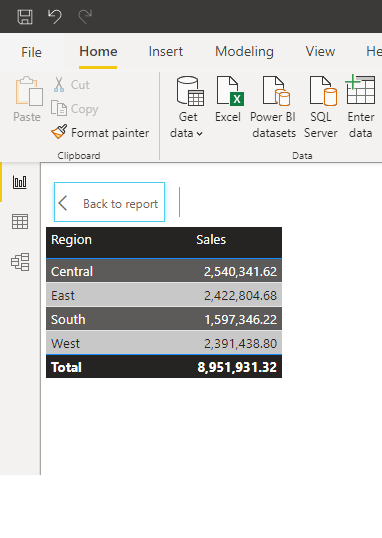 File Home Insert Modeling View He
Paste Cut
Copy
Format painter
Get data Excel Power BI datasets SQL Server Enter data
Clipboard Data
Back to report
Region Sales
Central 2,540,341.62
East 2,422,804.68
South 1,597,346.22
West 2,391,438.80
Total 8,951,931.32